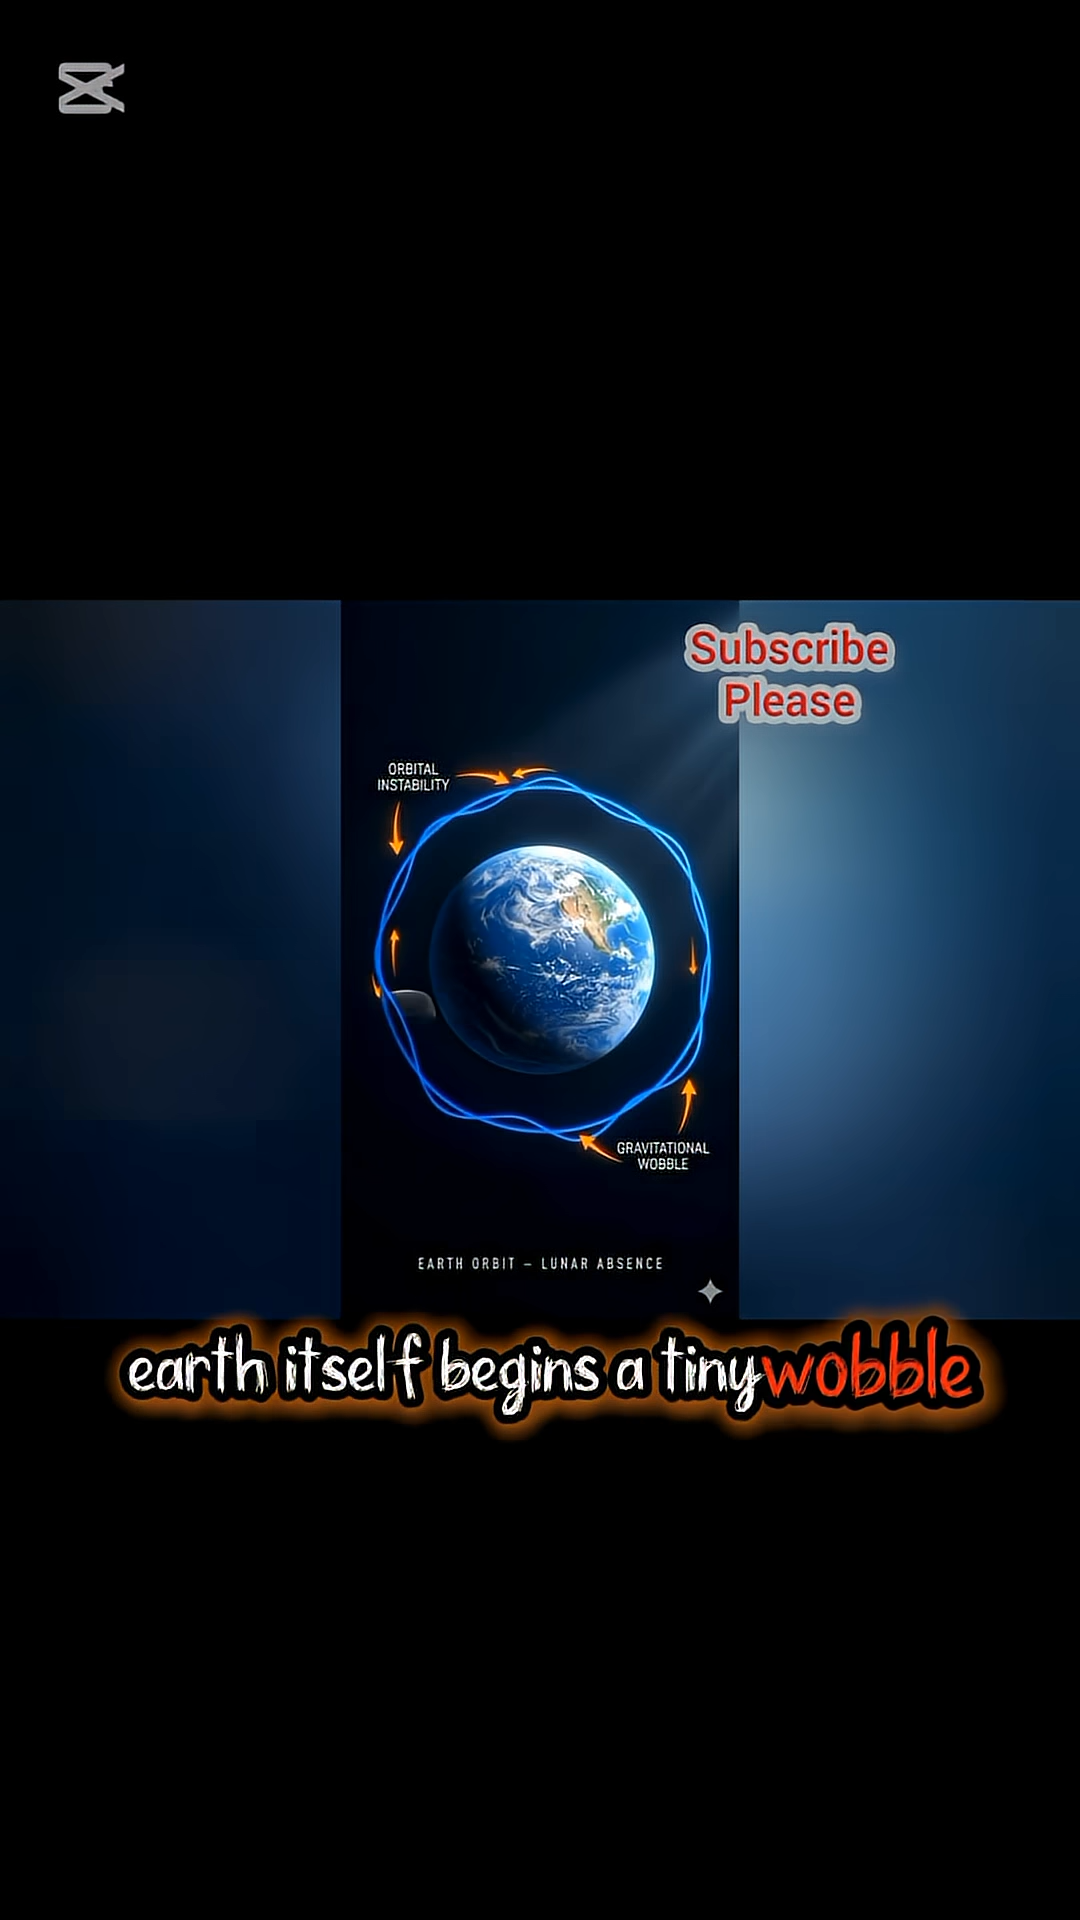 Subscribe
Please
ORBITAL
INSTABILITY
GRAVITATIONAL
WOBBLE
EARTH ORBIT – LUNAR ABSENCE
earth itself begins a tiny wobble